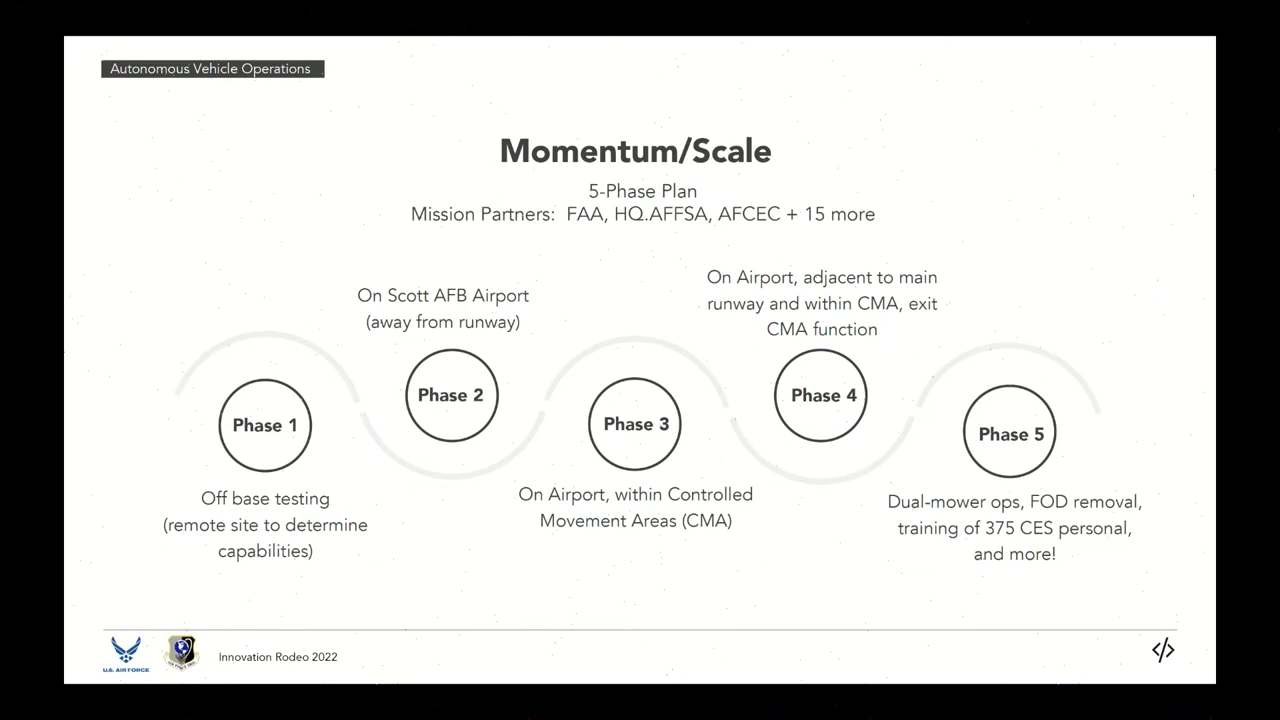 Autonomous Vehicle Operations
Momentum/Scale
5-Phase Plan
Mission Partners: FAA, HQ.AFFSA, AFCEC + 15 more
Phase 1
Off base testing
(remote site to determine
capabilities)
On Scott AFB Airport
(away from runway)
Phase 2
Phase 3
On Airport, within Controlled
Movement Areas (CMA)
On Airport, adjacent to main
runway and within CMA, exit
CMA function
Phase 4
Phase 5
Dual-mower ops, FOD removal,
training of 375 CES personal,
and more!
U.S. AIR FORCE
Innovation Rodeo 2022
</>